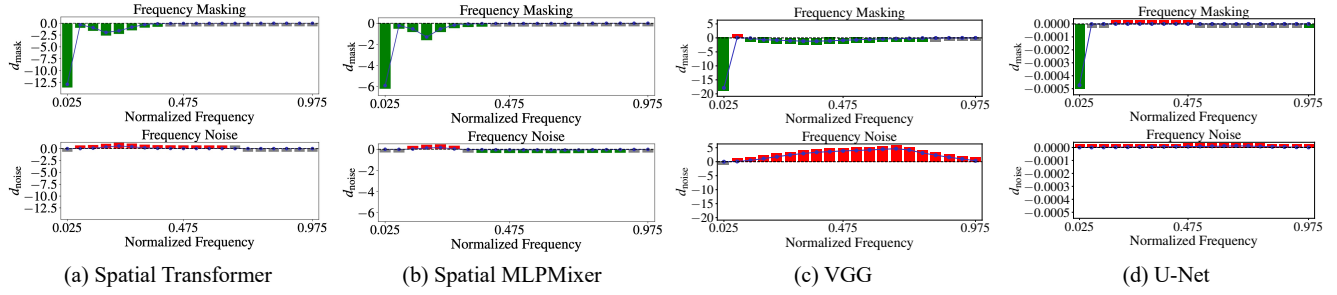 Frequency Masking
0.0
−2.5
−5.0
−7.5
−10.0
−12.5
d_mask
0.025 0.475 0.975
Normalized Frequency
Frequency Noise
0.0
−2.5
−5.0
−7.5
−10.0
−12.5
d_noise
0.025 0.475 0.975
Normalized Frequency
(a) Spatial Transformer
Frequency Masking
0
−2
−4
−6
d_mask
0.025 0.475 0.975
Normalized Frequency
Frequency Noise
0
−2
−4
−6
d_noise
0.025 0.475 0.975
Normalized Frequency
(b) Spatial MLPMixer
Frequency Masking
5
0
−5
−10
−15
−20
d_mask
0.025 0.475 0.975
Normalized Frequency
Frequency Noise
5
0
−5
−10
−15
−20
d_noise
0.025 0.475 0.975
Normalized Frequency
(c) VGG
Frequency Masking
0.0000
−0.0001
−0.0002
−0.0003
−0.0004
−0.0005
d_mask
0.025 0.475 0.975
Normalized Frequency
Frequency Noise
0.0000
−0.0001
−0.0002
−0.0003
−0.0004
−0.0005
d_noise
0.025 0.475 0.975
Normalized Frequency
(d) U-Net